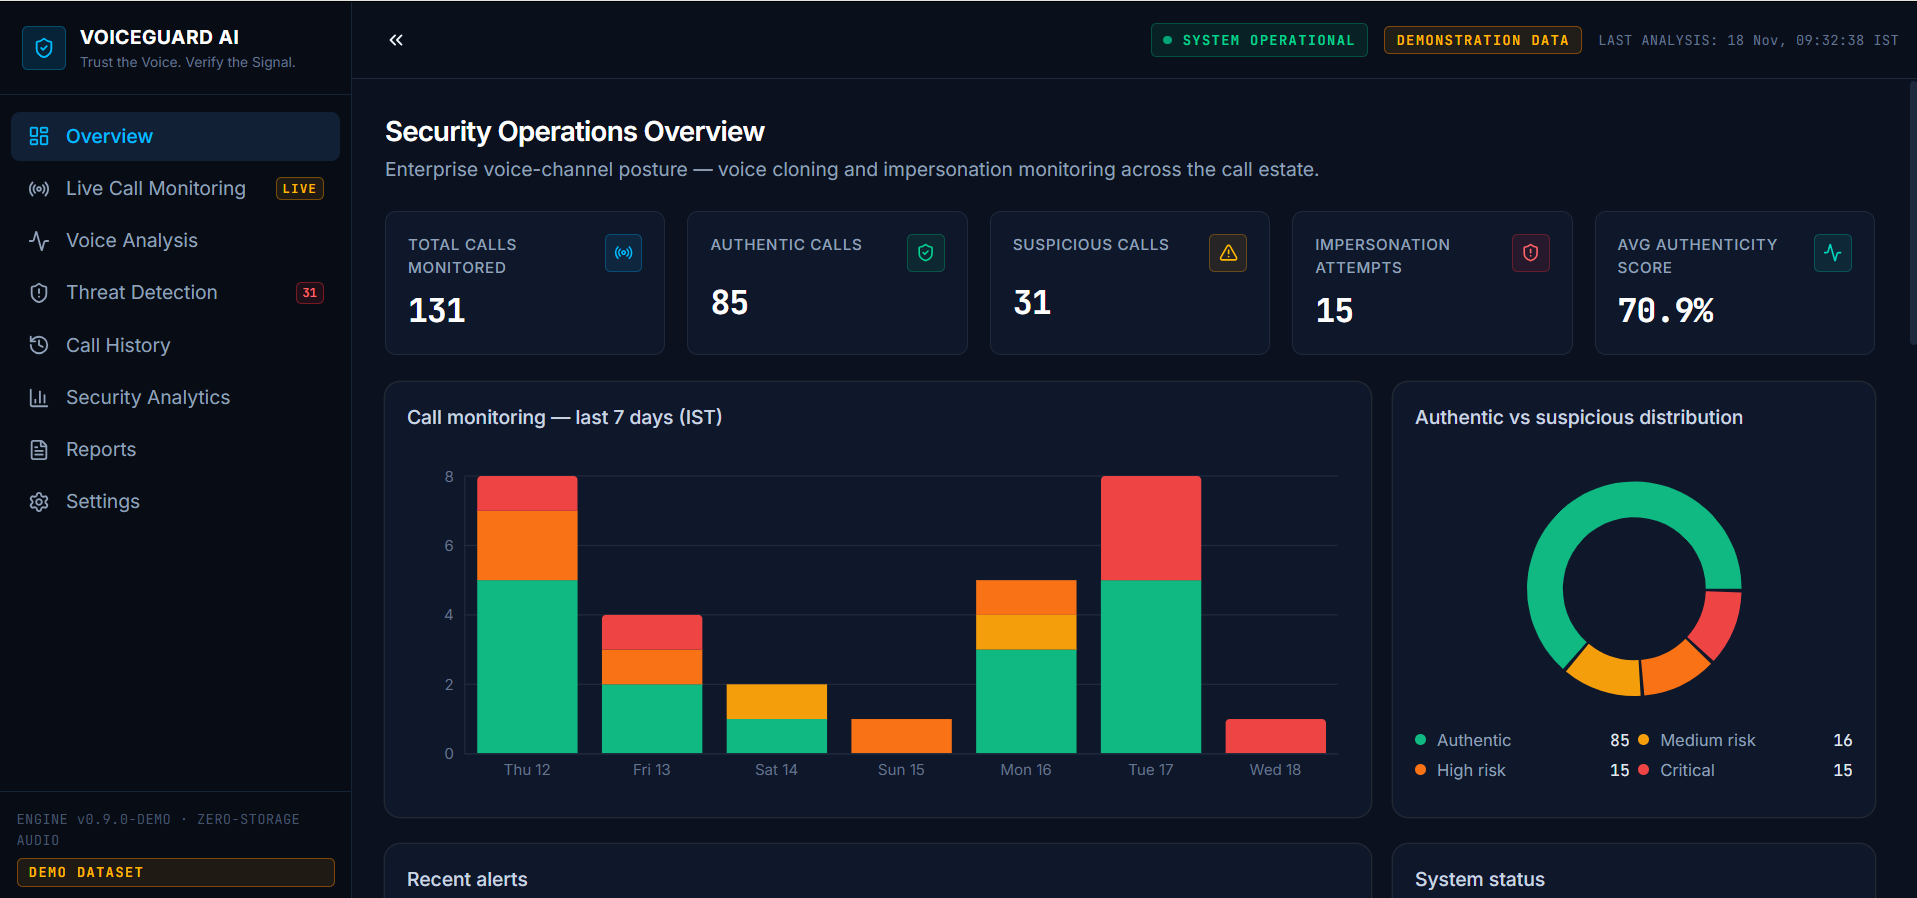 VOICEGUARD AI
Trust the Voice. Verify the Signal.
Overview
Live Call Monitoring LIVE
Voice Analysis
Threat Detection 31
Call History
Security Analytics
Reports
Settings
ENGINE v0.9.0-DEMO · ZERO-STORAGE
AUDIO
DEMO DATASET
SYSTEM OPERATIONAL DEMONSTRATION DATA LAST ANALYSIS: 18 Nov, 09:32:38 IST
Security Operations Overview
Enterprise voice-channel posture — voice cloning and impersonation monitoring across the call estate.
TOTAL CALLS
MONITORED
131
AUTHENTIC CALLS
85
SUSPICIOUS CALLS
31
IMPERSONATION
ATTEMPTS
15
AVG AUTHENTICITY
SCORE
70.9%
Call monitoring — last 7 days (IST)
8
6
4
2
0
Thu 12 Fri 13 Sat 14 Sun 15 Mon 16 Tue 17 Wed 18
Authentic vs suspicious distribution
Authentic 85 Medium risk 16
High risk 15 Critical 15
Recent alerts
System status